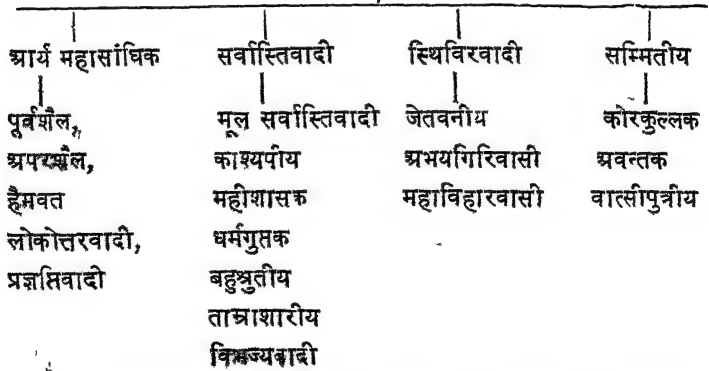 आर्य महासांघिक सर्वास्तिवादी स्थिविरवादी सम्मितीय
पूर्वशैल, मूल सर्वास्तिवादी जेतवनीय कोरकुल्लक
अपरशैल, काश्यपीय अभयगिरिवासी अवन्तक
हैमवत महीशासक महाविहारवासी वात्सीपुत्रीय
लोकोत्तरवादी, धर्मगुप्तक
प्रज्ञप्तिवादी बहुश्रुतीय
ताम्राशारीय
विभज्यवादी